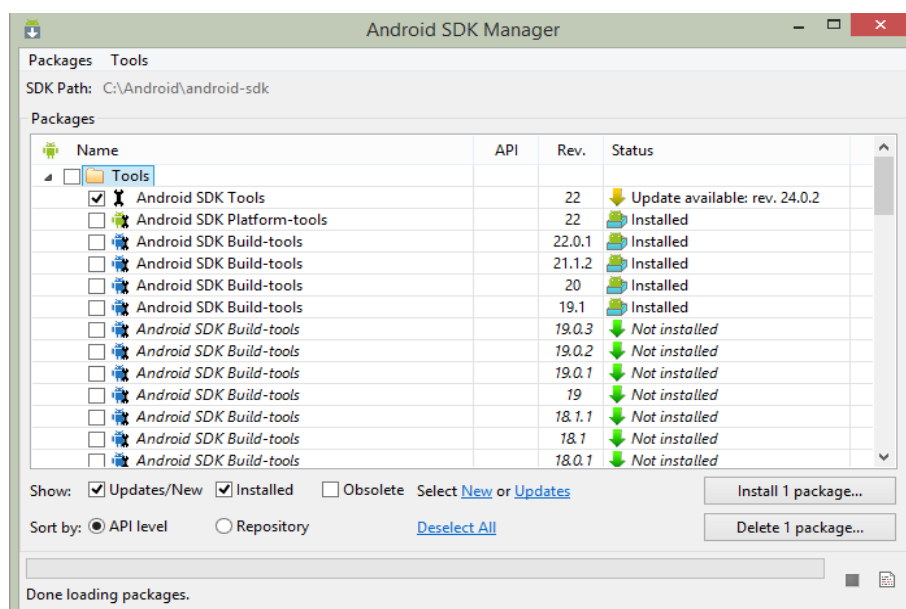 Android SDK Manager
Packages Tools
SDK Path: C:\Android\android-sdk
Packages
Name API Rev. Status
Tools
Android SDK Tools 22 Update available: rev. 24.0.2
Android SDK Platform-tools 22 Installed
Android SDK Build-tools 22.0.1 Installed
Android SDK Build-tools 21.1.2 Installed
Android SDK Build-tools 20 Installed
Android SDK Build-tools 19.1 Installed
Android SDK Build-tools 19.0.3 Not installed
Android SDK Build-tools 19.0.2 Not installed
Android SDK Build-tools 19.0.1 Not installed
Android SDK Build-tools 19 Not installed
Android SDK Build-tools 18.1.1 Not installed
Android SDK Build-tools 18.1 Not installed
Android SDK Build-tools 18.0.1 Not installed
Show: Updates/New Installed Obsolete Select New or Updates Install 1 package...
Sort by: API level Repository Deselect All Delete 1 package...
Done loading packages.